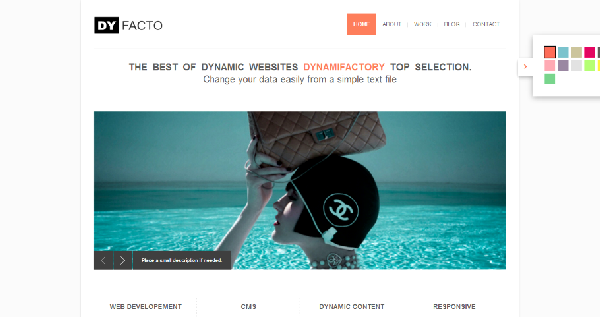 DY FACTO
HOME ABOUT WORK BLOG CONTACT
THE BEST OF DYNAMIC WEBSITES DYNAMIFACTORY TOP SELECTION.
Change your data easily from a simple text file
Place a small description if needed.
WEB DEVELOPEMENT CMS DYNAMIC CONTENT RESPONSIVE